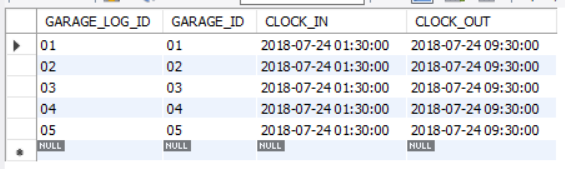 GARAGE_LOG_ID GARAGE_ID CLOCK_IN CLOCK_OUT
01 01 2018-07-24 01:30:00 2018-07-24 09:30:00
02 02 2018-07-24 01:30:00 2018-07-24 09:30:00
03 03 2018-07-24 01:30:00 2018-07-24 09:30:00
04 04 2018-07-24 01:30:00 2018-07-24 09:30:00
05 05 2018-07-24 01:30:00 2018-07-24 09:30:00
NULL NULL NULL NULL